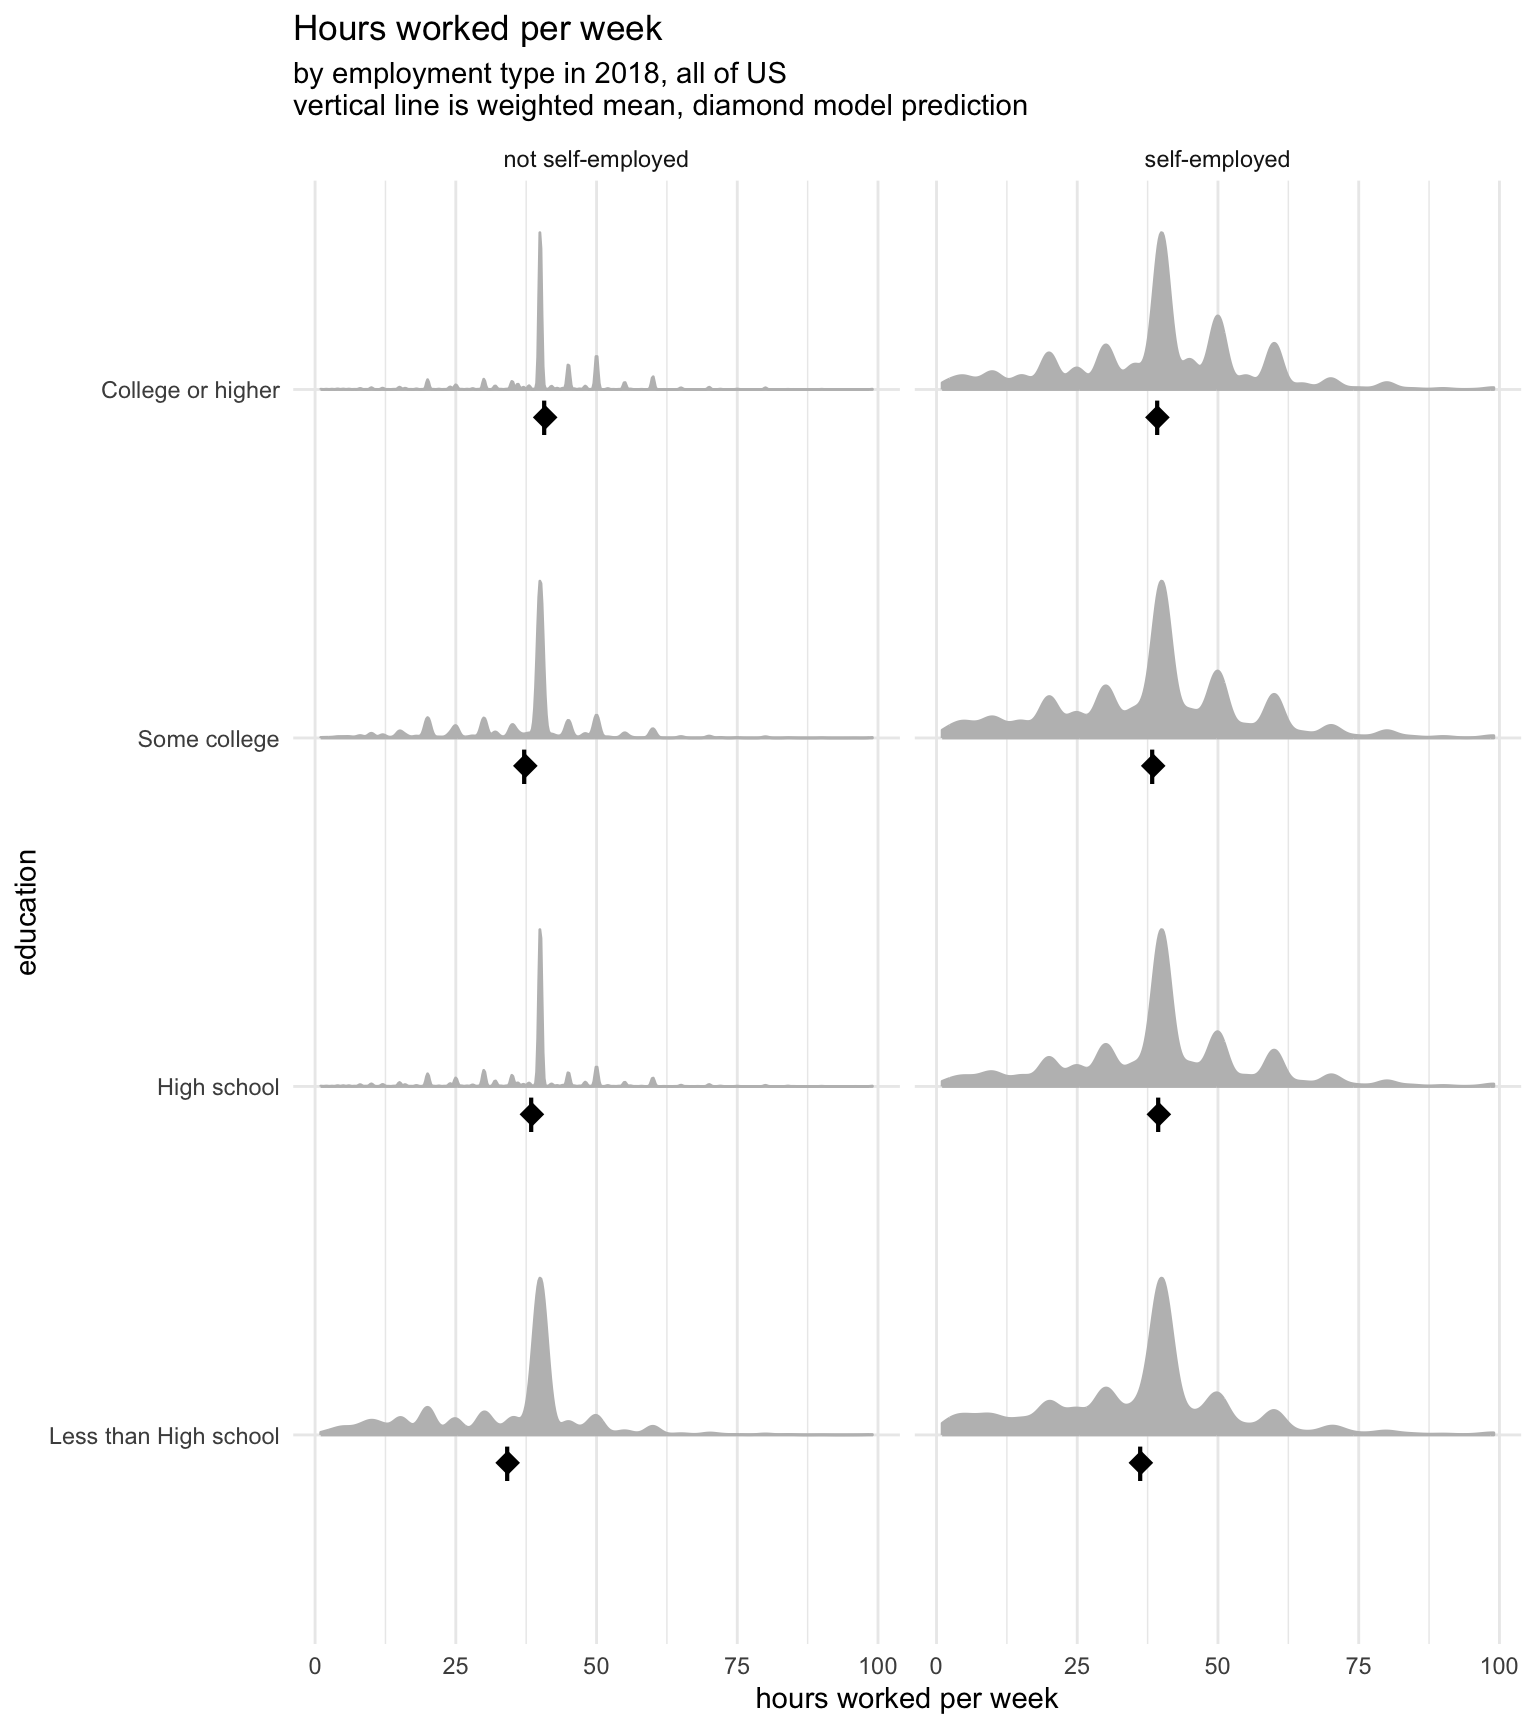 Hours worked per week
by employment type in 2018, all of US
vertical line is weighted mean, diamond model prediction
not self-employed
self-employed
College or higher
Some college
High school
Less than High school
education
0 25 50 75 100 0 25 50 75 100
hours worked per week